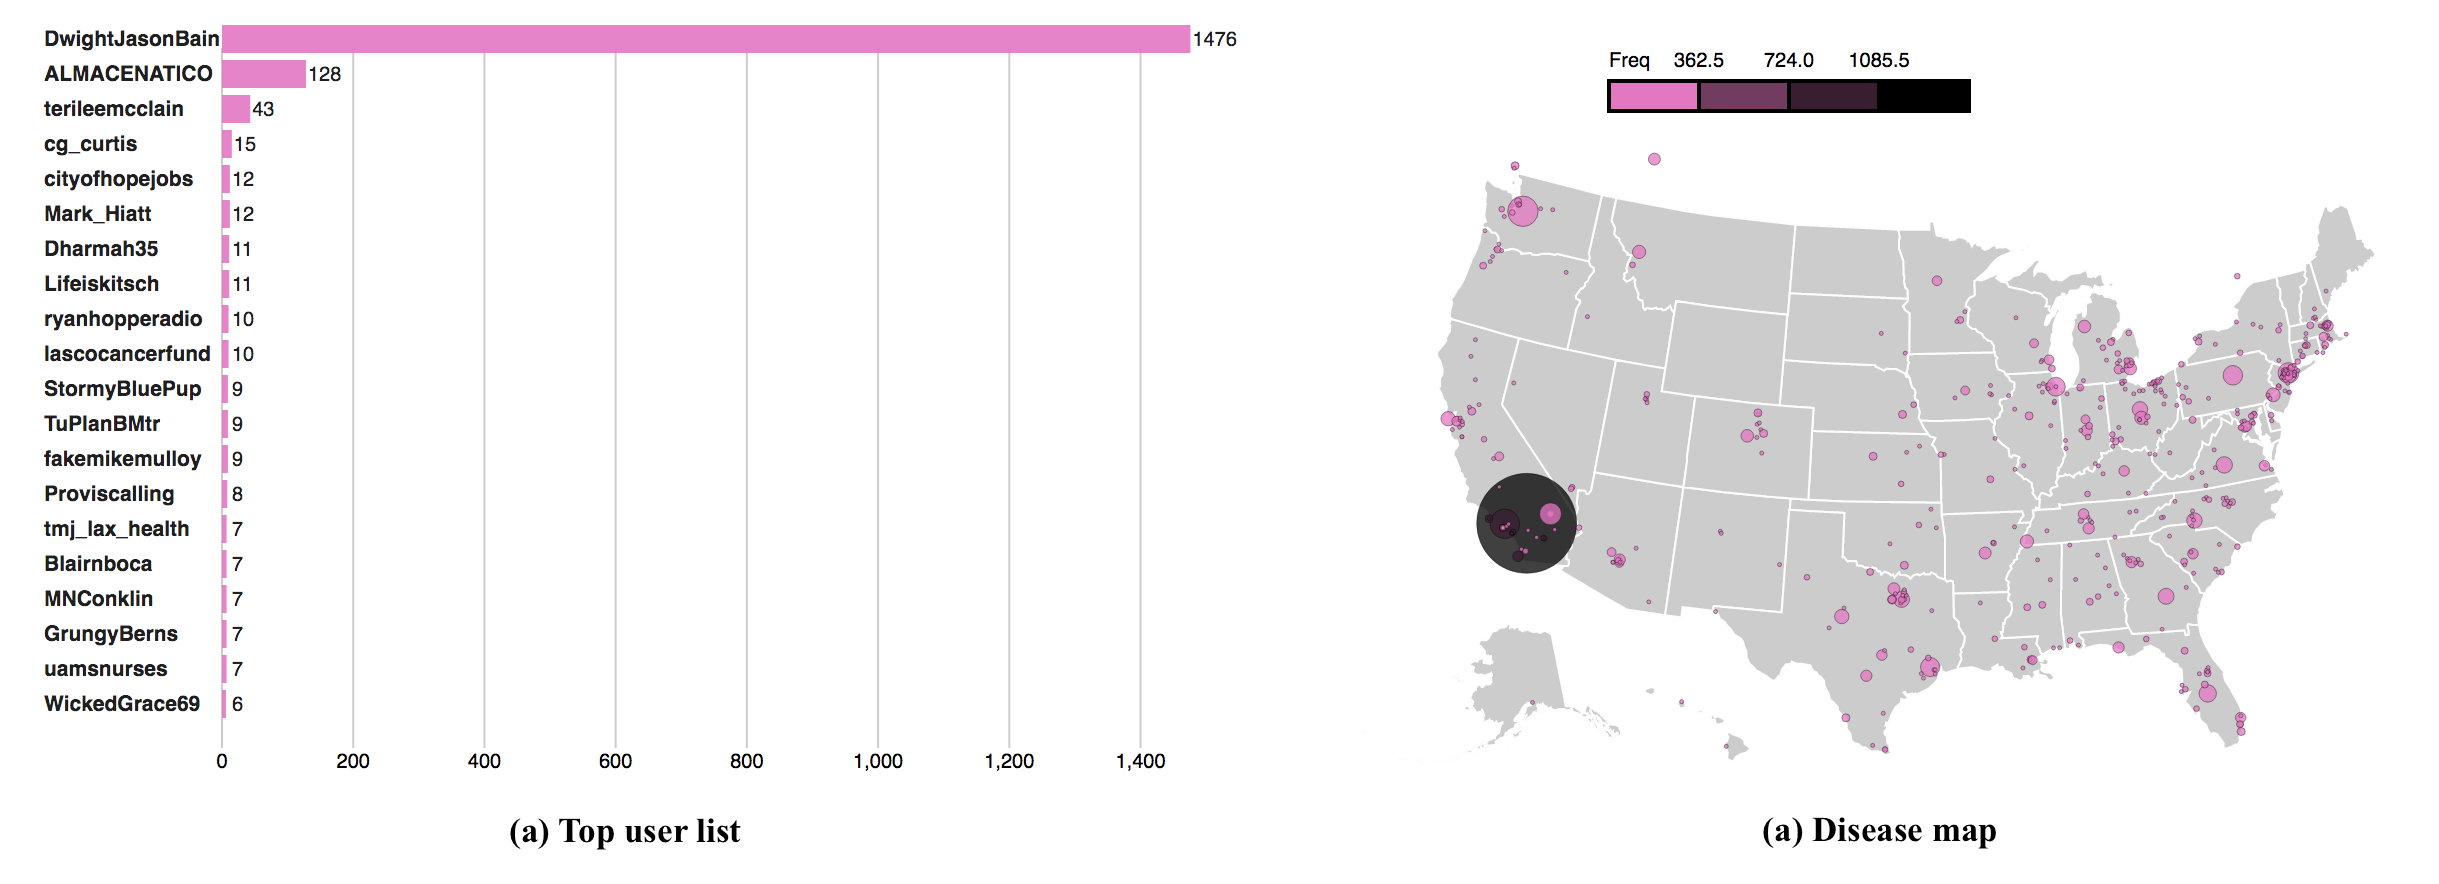 DwightJasonBain 1476
ALMACENATICO 128
terileemcclain 43
cg_curtis 15
cityofhopejobs 12
Mark_Hiatt 12
Dharmah35 11
Lifeiskitsch 11
ryanhopperadio 10
lascocancerfund 10
StormyBluePup 9
TuPlanBMtr 9
fakemikemulloy 9
Proviscalling 8
tmj_lax_health 7
Blairnboca 7
MNConklin 7
GrungyBerns 7
uamsnurses 7
WickedGrace69 6
0 200 400 600 800 1,000 1,200 1,400
(a) Top user list
Freq 362.5 724.0 1085.5
(a) Disease map